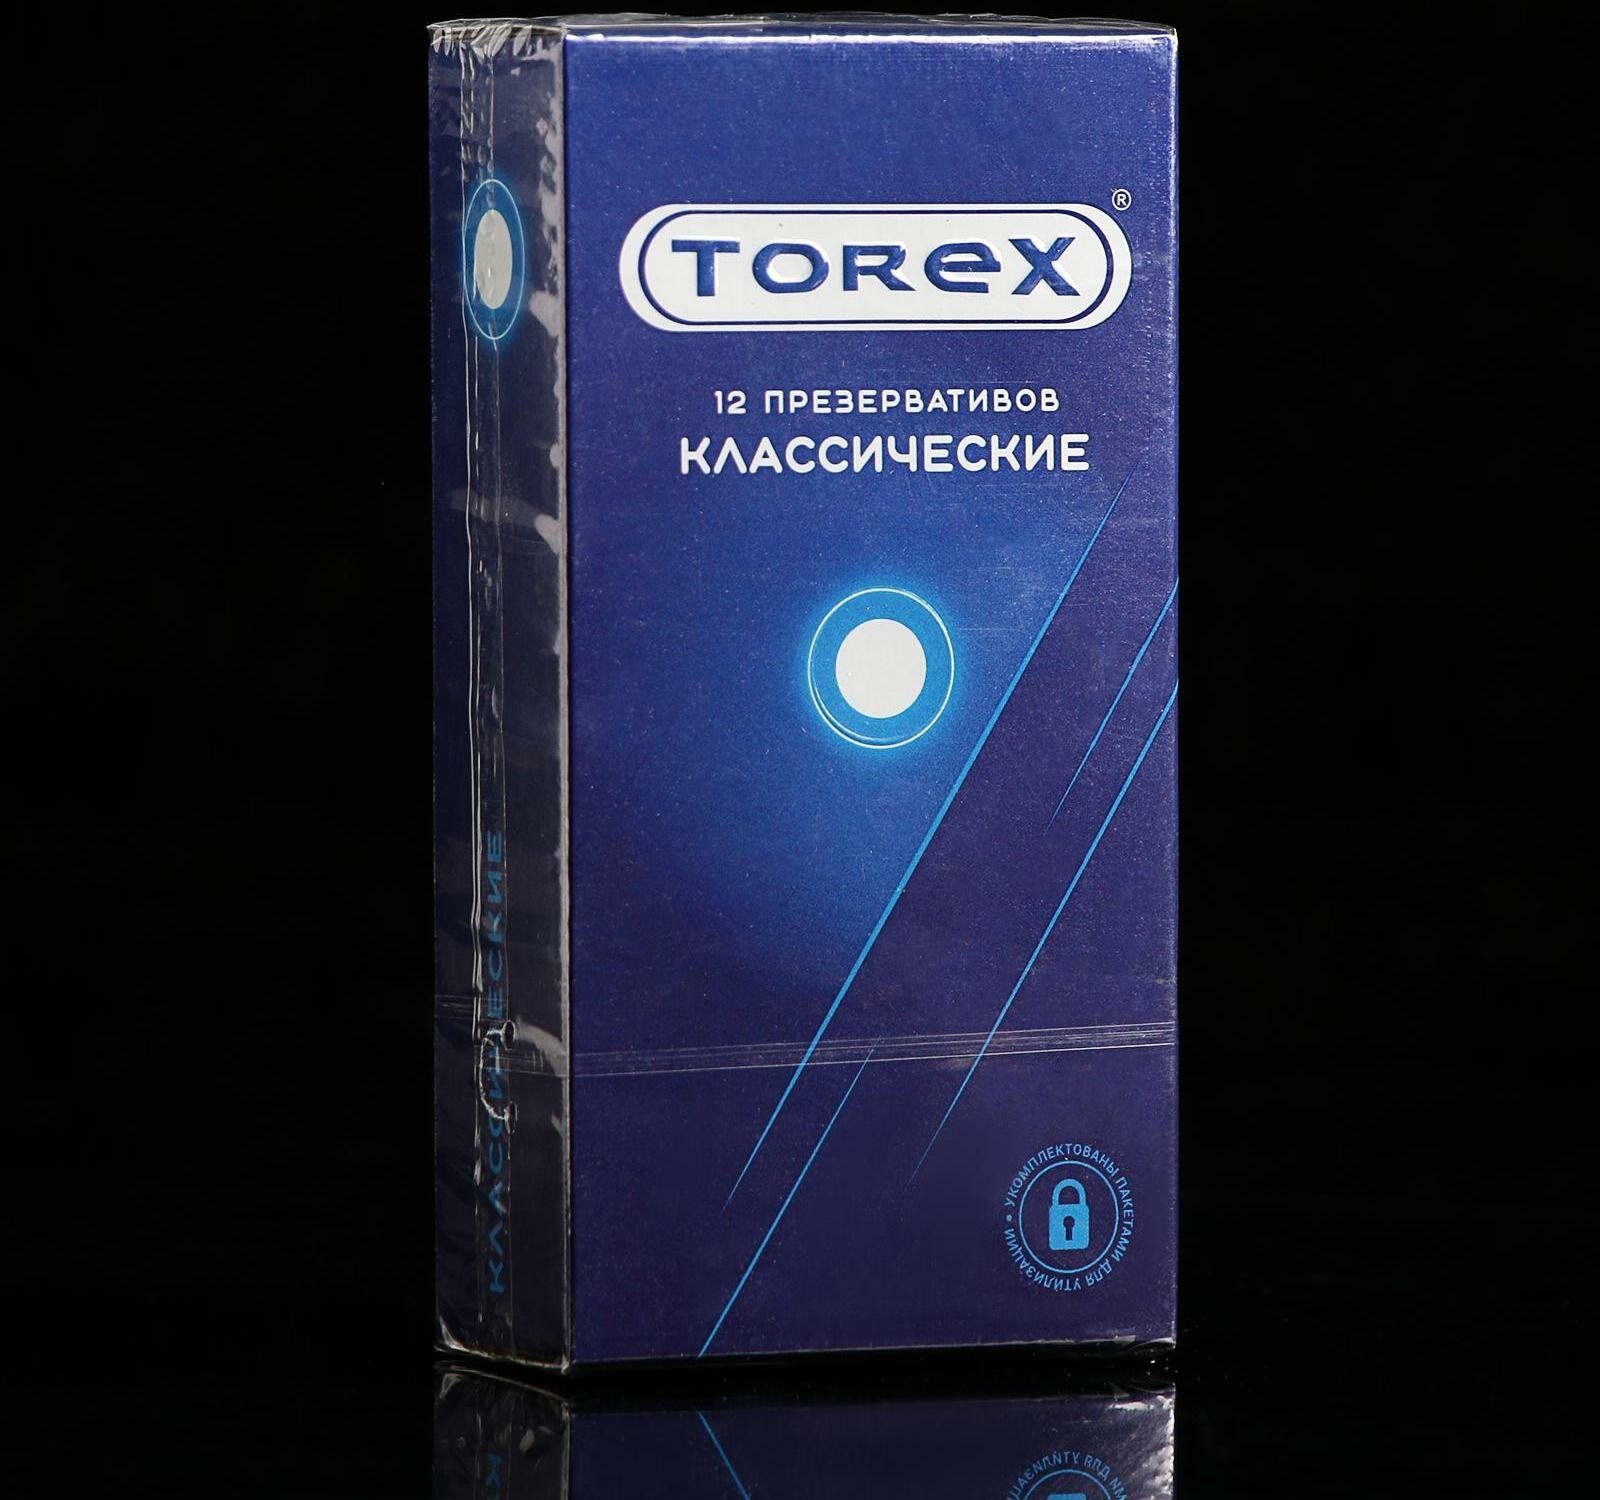 TOREX®
12 ПРЕЗЕРВАТИВОВ
КЛАССИЧЕСКИЕ
КЛАССИЧЕСКИЕ
УКОМПЛЕКТОВАНЫ ПАКЕТАМИ ДЛЯ УТИЛИЗАЦИИ •